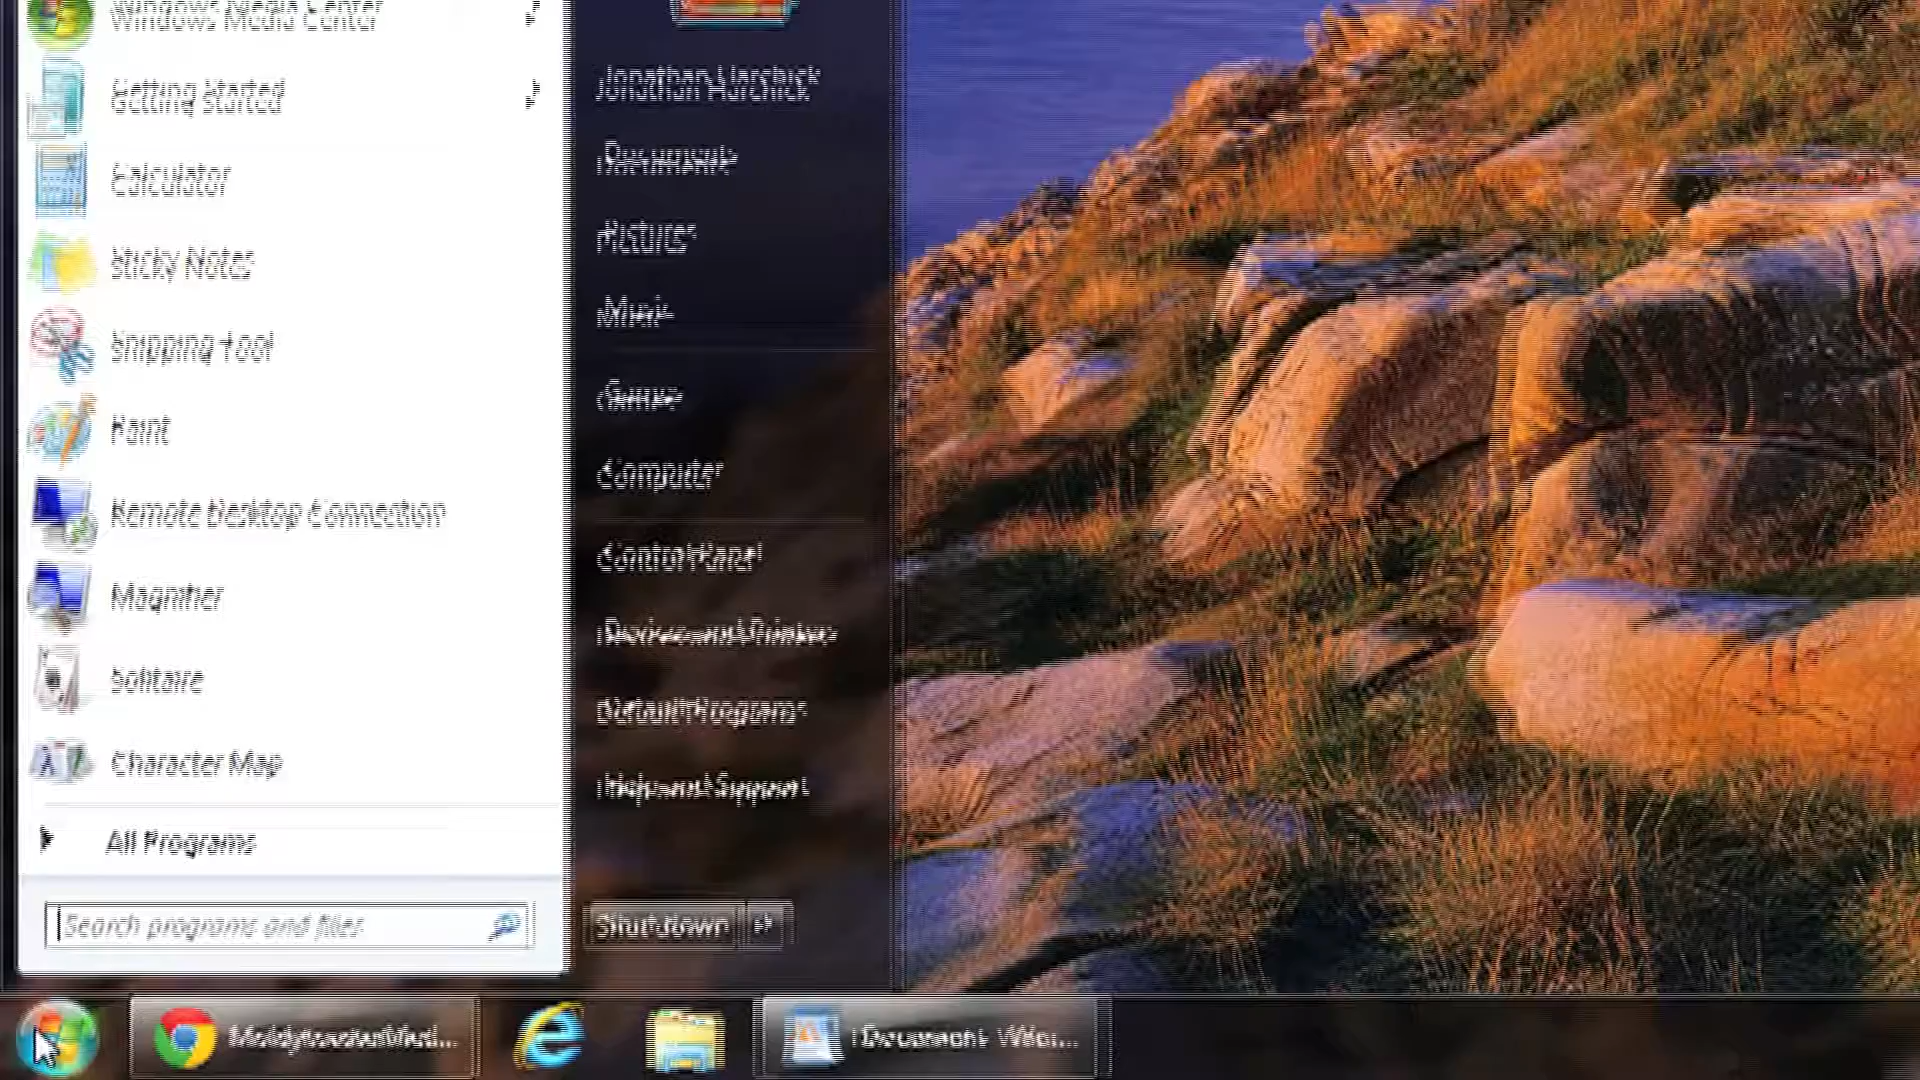 Windows Media Center
Getting Started
Calculator
Sticky Notes
Snipping Tool
Paint
Remote Desktop Connection
Magnifier
Solitaire
Character Map
All Programs
Search programs and files
Jonathan
Documents
Pictures
Music
Games
Computer
Control Panel
Devices and Printers
Default Programs
Help and Support
Shut down
Document - Wor...